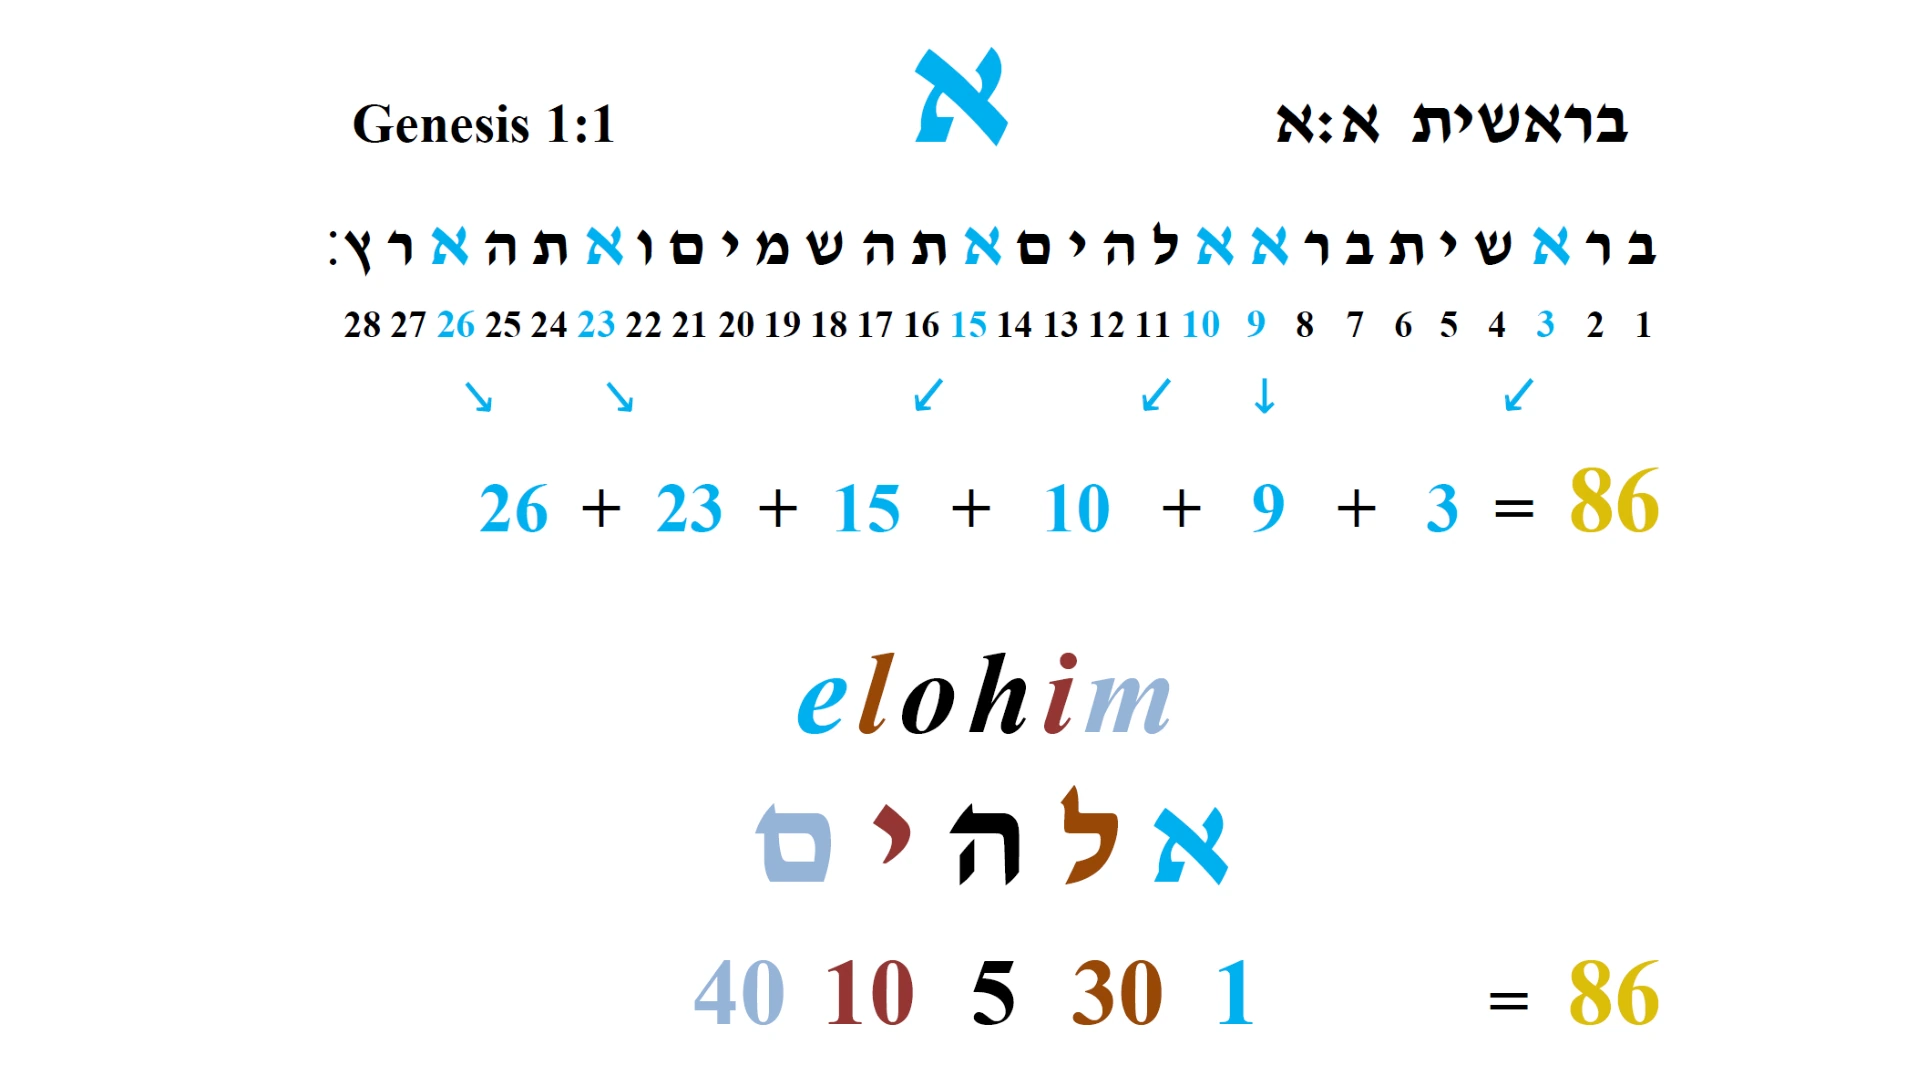 א
Genesis 1:1 בראשית א:א
ב ר א ש י ת ב ר א א ל ה י ם א ת ה ש מ י ם ו א ת ה א ר ץ:
28 27 26 25 24 23 22 21 20 19 18 17 16 15 14 13 12 11 10 9 8 7 6 5 4 3 2 1
↘ ↘ ↙ ↙ ↓ ↙
26 + 23 + 15 + 10 + 9 + 3 = 86
elohim
א ל ה י ם
40 10 5 30 1 = 86